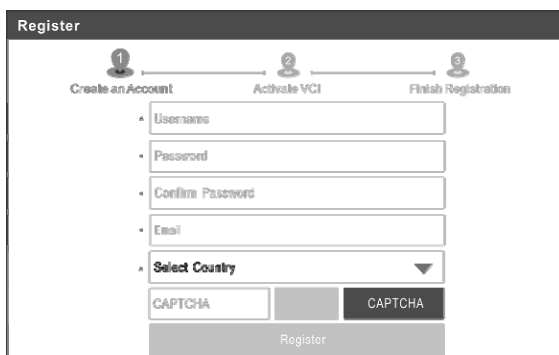 Register
1 2 3
Create an Account Activate VCI Finish Registration
* Username
* Password
* Confirm Password
* Email
* Select Country
CAPTCHA CAPTCHA
Register